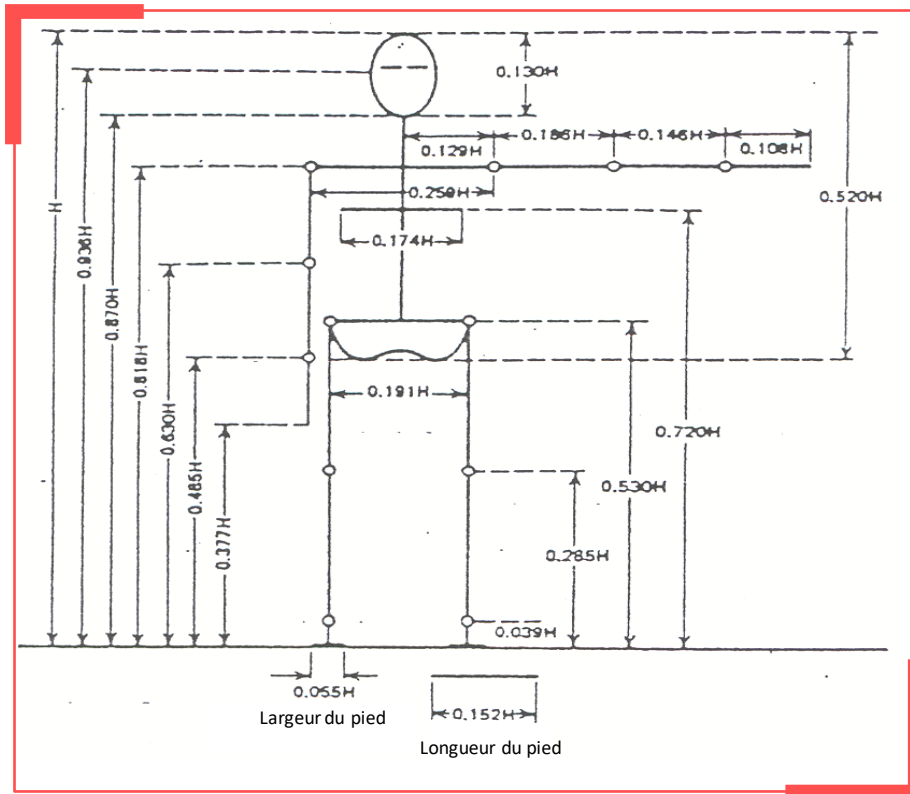 0.130H
0.186H
0.146H
0.129H
0.108H
0.259H
0.520H
H
0.174H
0.936H
0.870H
0.818H
0.630H
0.485H
0.377H
0.191H
0.720H
0.530H
0.285H
0.039H
0.055H
0.152H
Largeur du pied
Longueur du pied